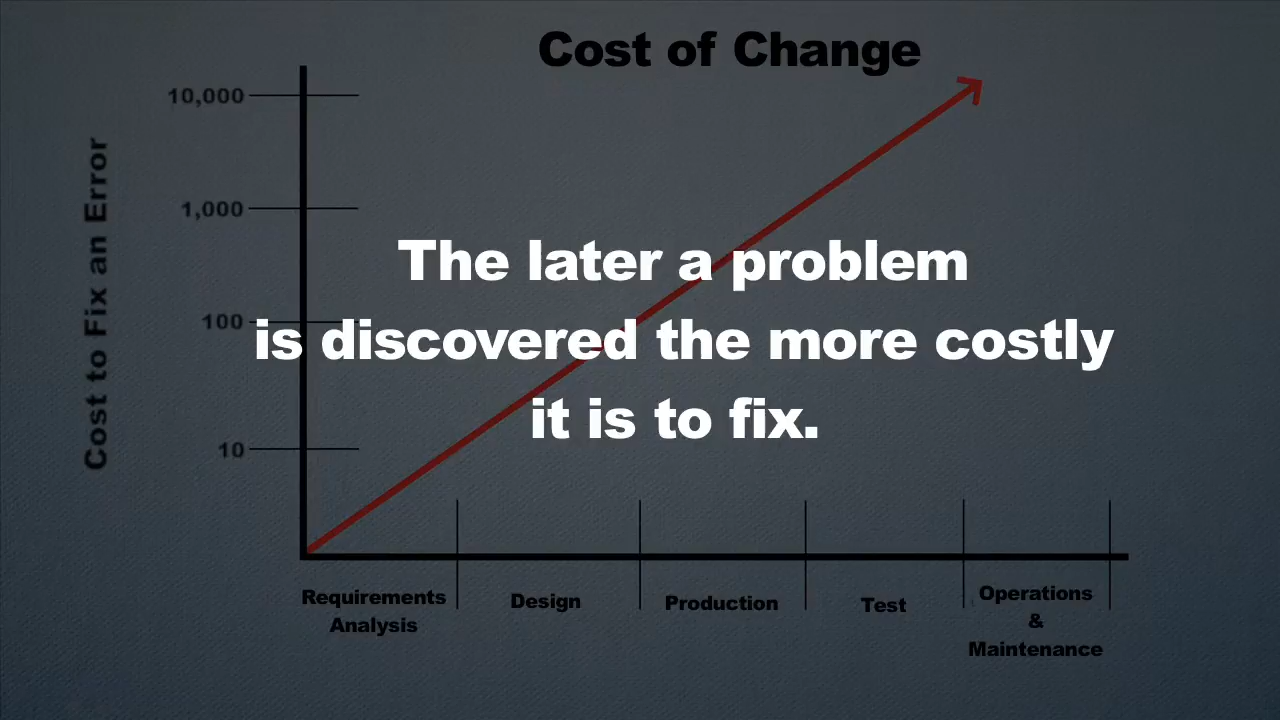 Cost of Change
10,000
1,000
100
10
Cost to Fix an Error
The later a problem
is discovered the more costly
it is to fix.
Requirements
Analysis
Design
Production
Test
Operations
&
Maintenance